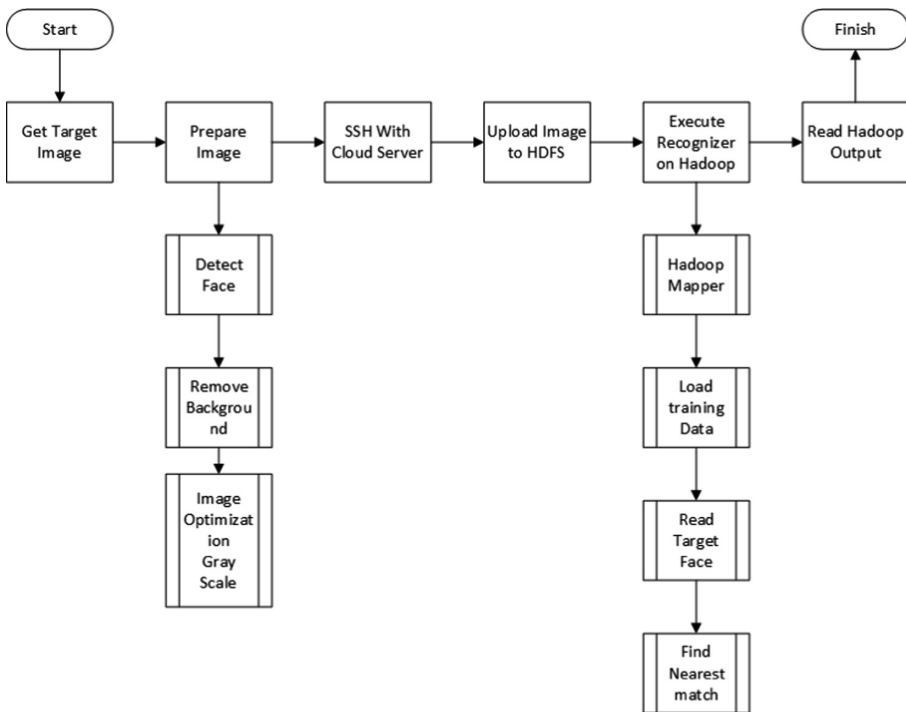 Start
Finish
Get Target
Image
Prepare
Image
SSH With
Cloud Server
Upload Image
to HDFS
Execute
Recognizer
on Hadoop
Read Hadoop
Output
Detect
Face
Remove
Backgrou
nd
Image
Optimizat
ion
Gray
Scale
Hadoop
Mapper
Load
training
Data
Read
Target
Face
Find
Nearest
match